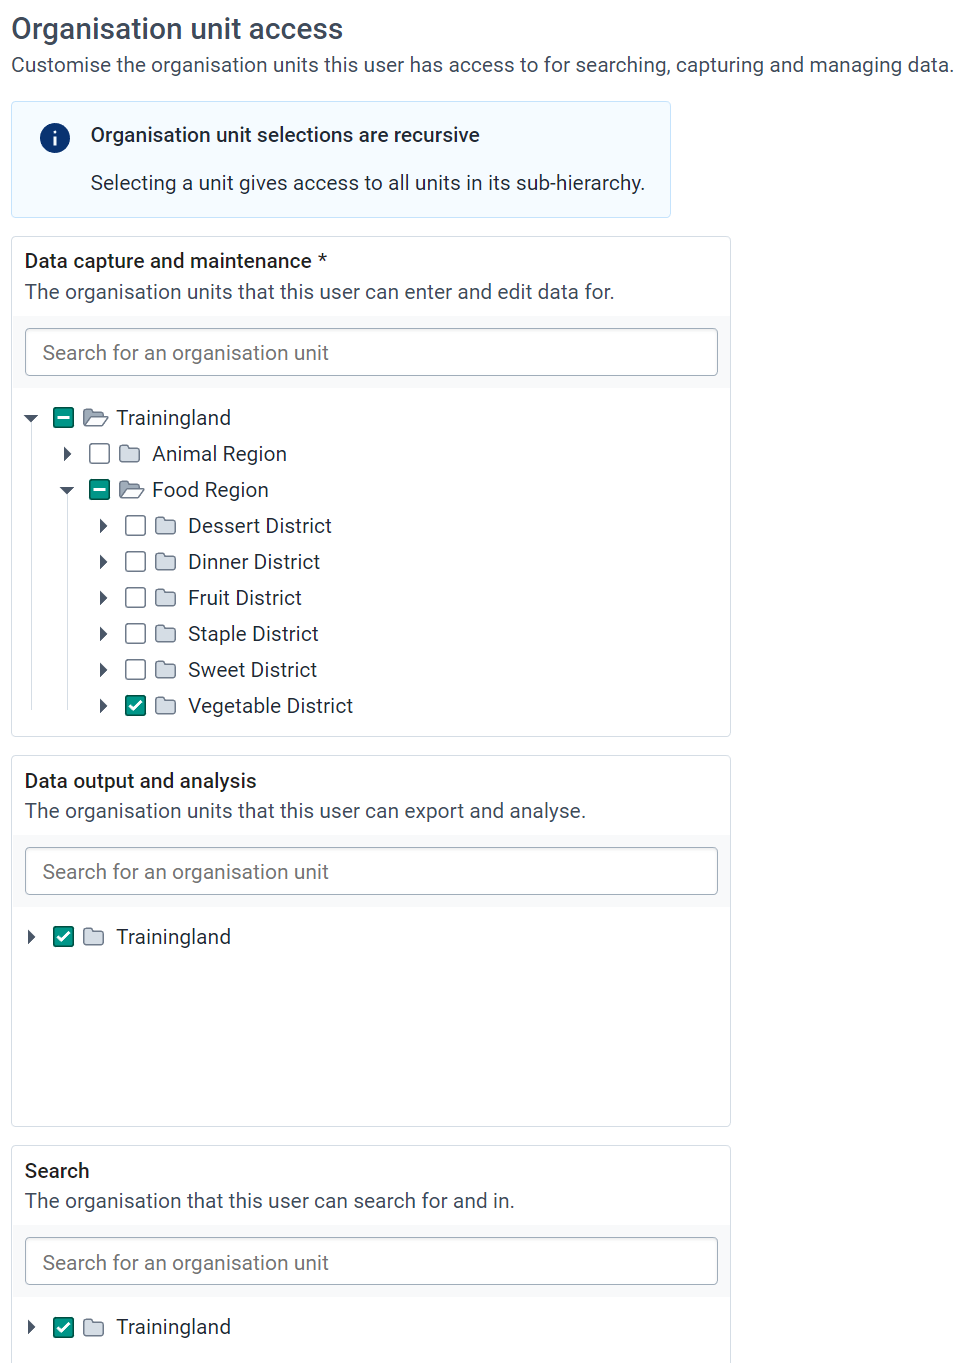 Organisation unit access
Customise the organisation units this user has access to for searching, capturing and managing data.
Organisation unit selections are recursive
Selecting a unit gives access to all units in its sub-hierarchy.
Data capture and maintenance *
The organisation units that this user can enter and edit data for.
Search for an organisation unit
Trainingland
Animal Region
Food Region
Dessert District
Dinner District
Fruit District
Staple District
Sweet District
Vegetable District
Data output and analysis
The organisation units that this user can export and analyse.
Search for an organisation unit
Trainingland
Search
The organisation that this user can search for and in.
Search for an organisation unit
Trainingland